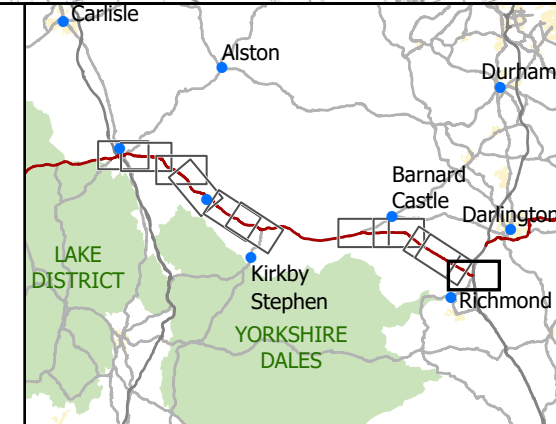 Carlisle
Alston
Durham
Barnard
Castle
Darlington
LAKE
DISTRICT
Kirkby
Stephen
Richmond
YORKSHIRE
DALES